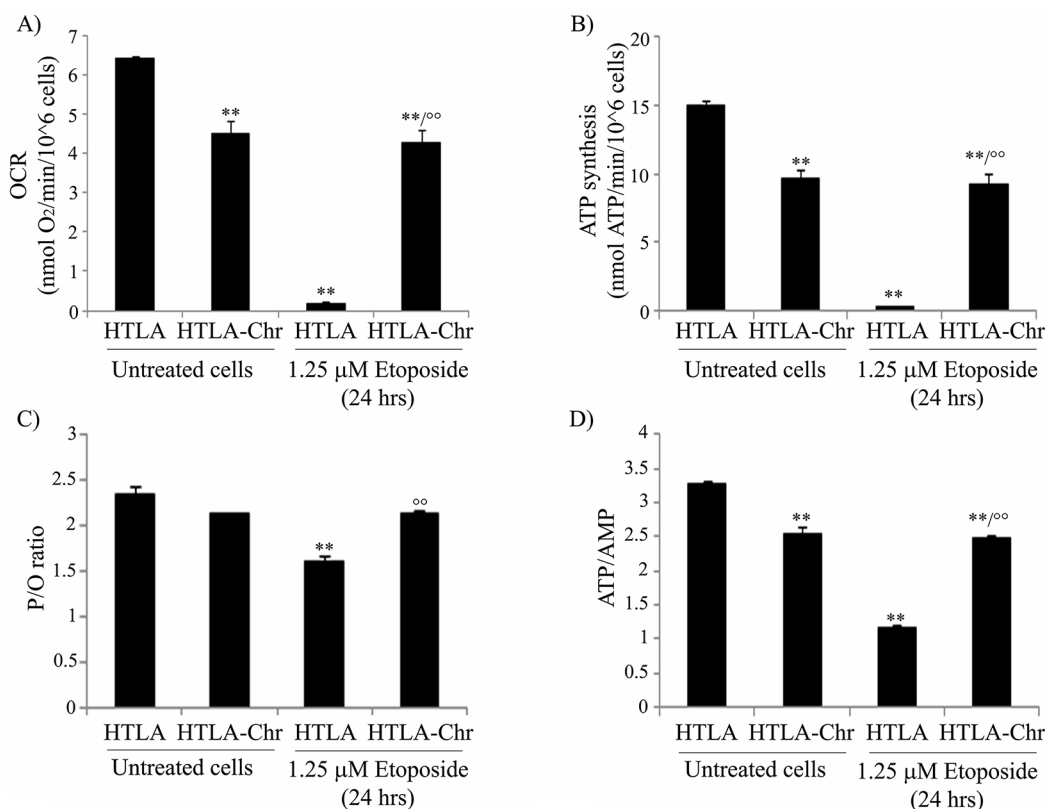 A)
OCR
(nmol O₂/min/10^6 cells)
7
6
5
4
3
2
1
0
**
**
**/°°
HTLA HTLA-Chr HTLA HTLA-Chr
Untreated cells 1.25 μM Etoposide
(24 hrs)
B)
ATP synthesis
(nmol ATP/min/10^6 cells)
20
15
10
5
0
**
**
**/°°
HTLA HTLA-Chr HTLA HTLA-Chr
Untreated cells 1.25 μM Etoposide
(24 hrs)
C)
P/O ratio
3
2.5
2
1.5
1
0.5
0
**
°°
HTLA HTLA-Chr HTLA HTLA-Chr
Untreated cells 1.25 μM Etoposide
(24 hrs)
D)
ATP/AMP
4
3.5
3
2.5
2
1.5
1
0.5
0
**
**
**/°°
HTLA HTLA-Chr HTLA HTLA-Chr
Untreated cells 1.25 μM Etoposide
(24 hrs)